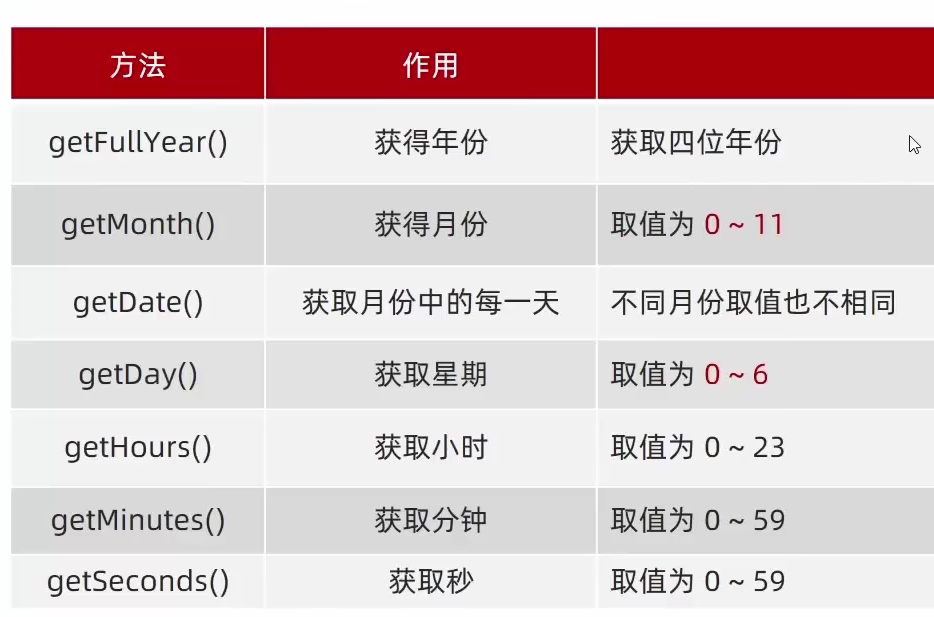 方法 作用
getFullYear() 获得年份 获取四位年份
getMonth() 获得月份 取值为 0 ~ 11
getDate() 获取月份中的每一天 不同月份取值也不相同
getDay() 获取星期 取值为 0 ~ 6
getHours() 获取小时 取值为 0 ~ 23
getMinutes() 获取分钟 取值为 0 ~ 59
getSeconds() 获取秒 取值为 0 ~ 59